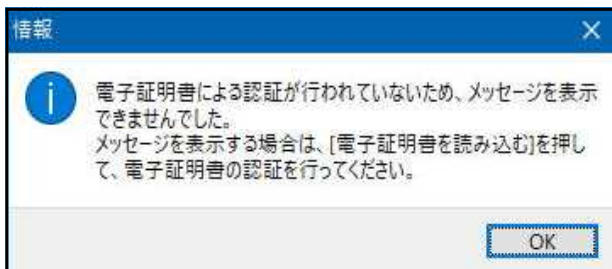 情報
電子証明書による認証が行われていないため、メッセージを表示
できませんでした。
メッセージを表示する場合は、[電子証明書を読み込む]を押し
て、電子証明書の認証を行ってください。
OK